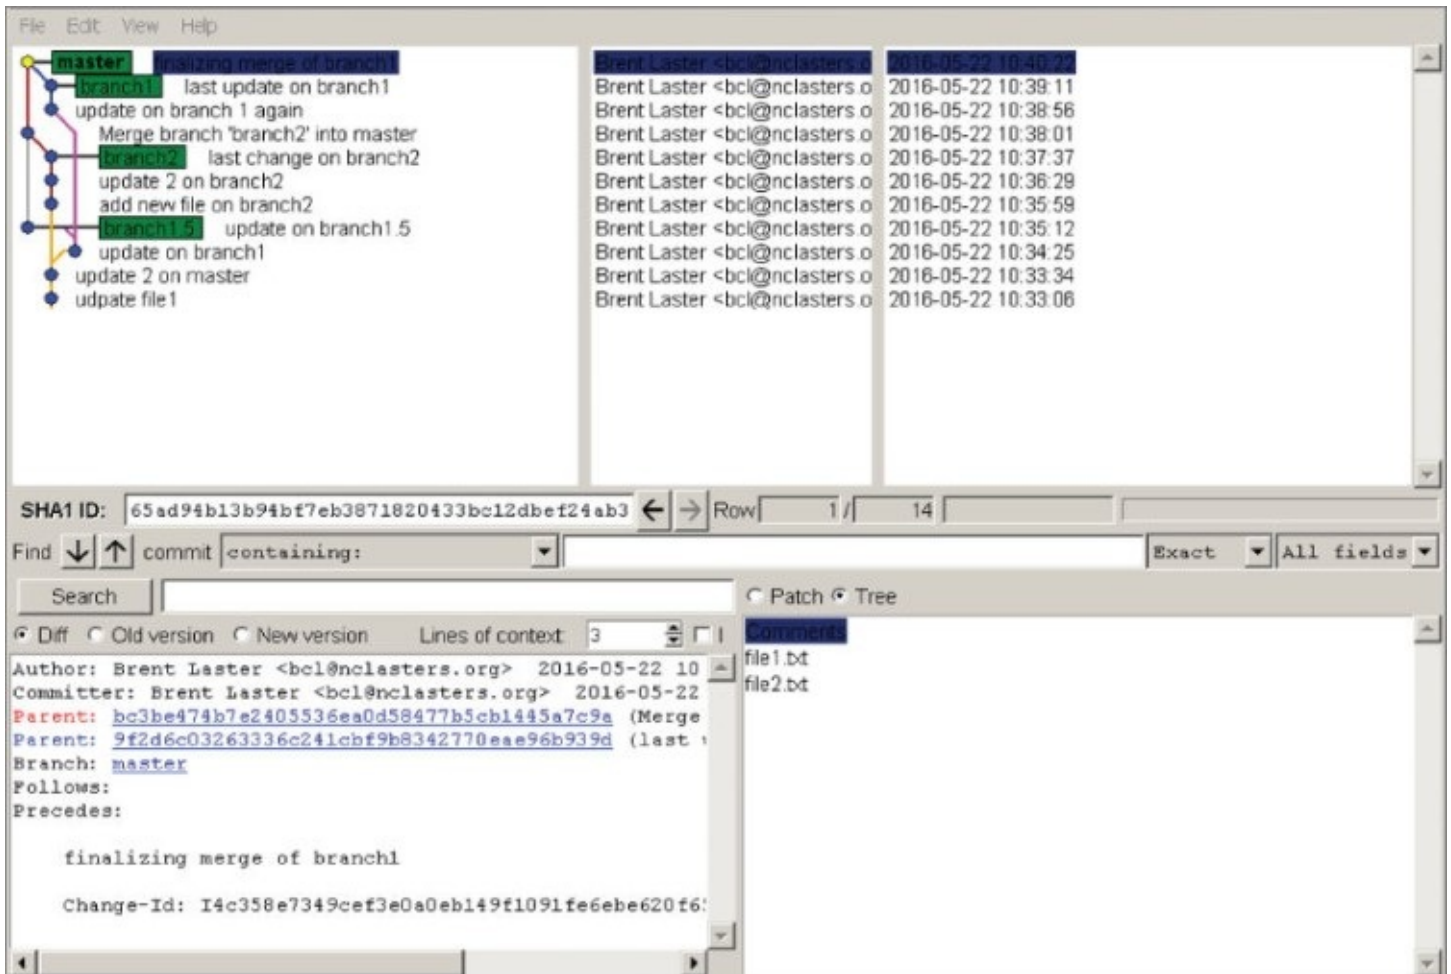 File Edit View Help
master finalizing merge of branch1 Brent Laster <bcl@nclasters.o 2016-05-22 10:40:22
branch1 last update on branch1 Brent Laster <bcl@nclasters.o 2016-05-22 10:39:11
update on branch 1 again Brent Laster <bcl@nclasters.o 2016-05-22 10:38:56
Merge branch 'branch2' into master Brent Laster <bcl@nclasters.o 2016-05-22 10:38:01
branch2 last change on branch2 Brent Laster <bcl@nclasters.o 2016-05-22 10:37:37
update 2 on branch2 Brent Laster <bcl@nclasters.o 2016-05-22 10:36:29
add new file on branch2 Brent Laster <bcl@nclasters.o 2016-05-22 10:35:59
branch1.5 update on branch1.5 Brent Laster <bcl@nclasters.o 2016-05-22 10:35:12
update on branch1 Brent Laster <bcl@nclasters.o 2016-05-22 10:34:25
update 2 on master Brent Laster <bcl@nclasters.o 2016-05-22 10:33:34
udpate file1 Brent Laster <bcl@nclasters.o 2016-05-22 10:33:06
SHA1 ID: 65ad94b13b94bf7eb3871820433bc12dbef24ab3 Row 1 / 14
Find commit containing: Exact All fields
Search Patch Tree
Diff Old version New version Lines of context: 3 I
Comments
file1.txt
file2.txt
Author: Brent Laster <bcl@nclasters.org> 2016-05-22 10
Committer: Brent Laster <bcl@nclasters.org> 2016-05-22
Parent: bc3be474b7e2405536ea0d58477b5cb1445a7c9a (Merge
Parent: 9f2d6c03263336c241cbf9b8342770eae96b939d (last
Branch: master
Follows:
Precedes:
finalizing merge of branch1
Change-Id: I4c358e7349cef3e0a0eb149f1091fe6ebe620f6